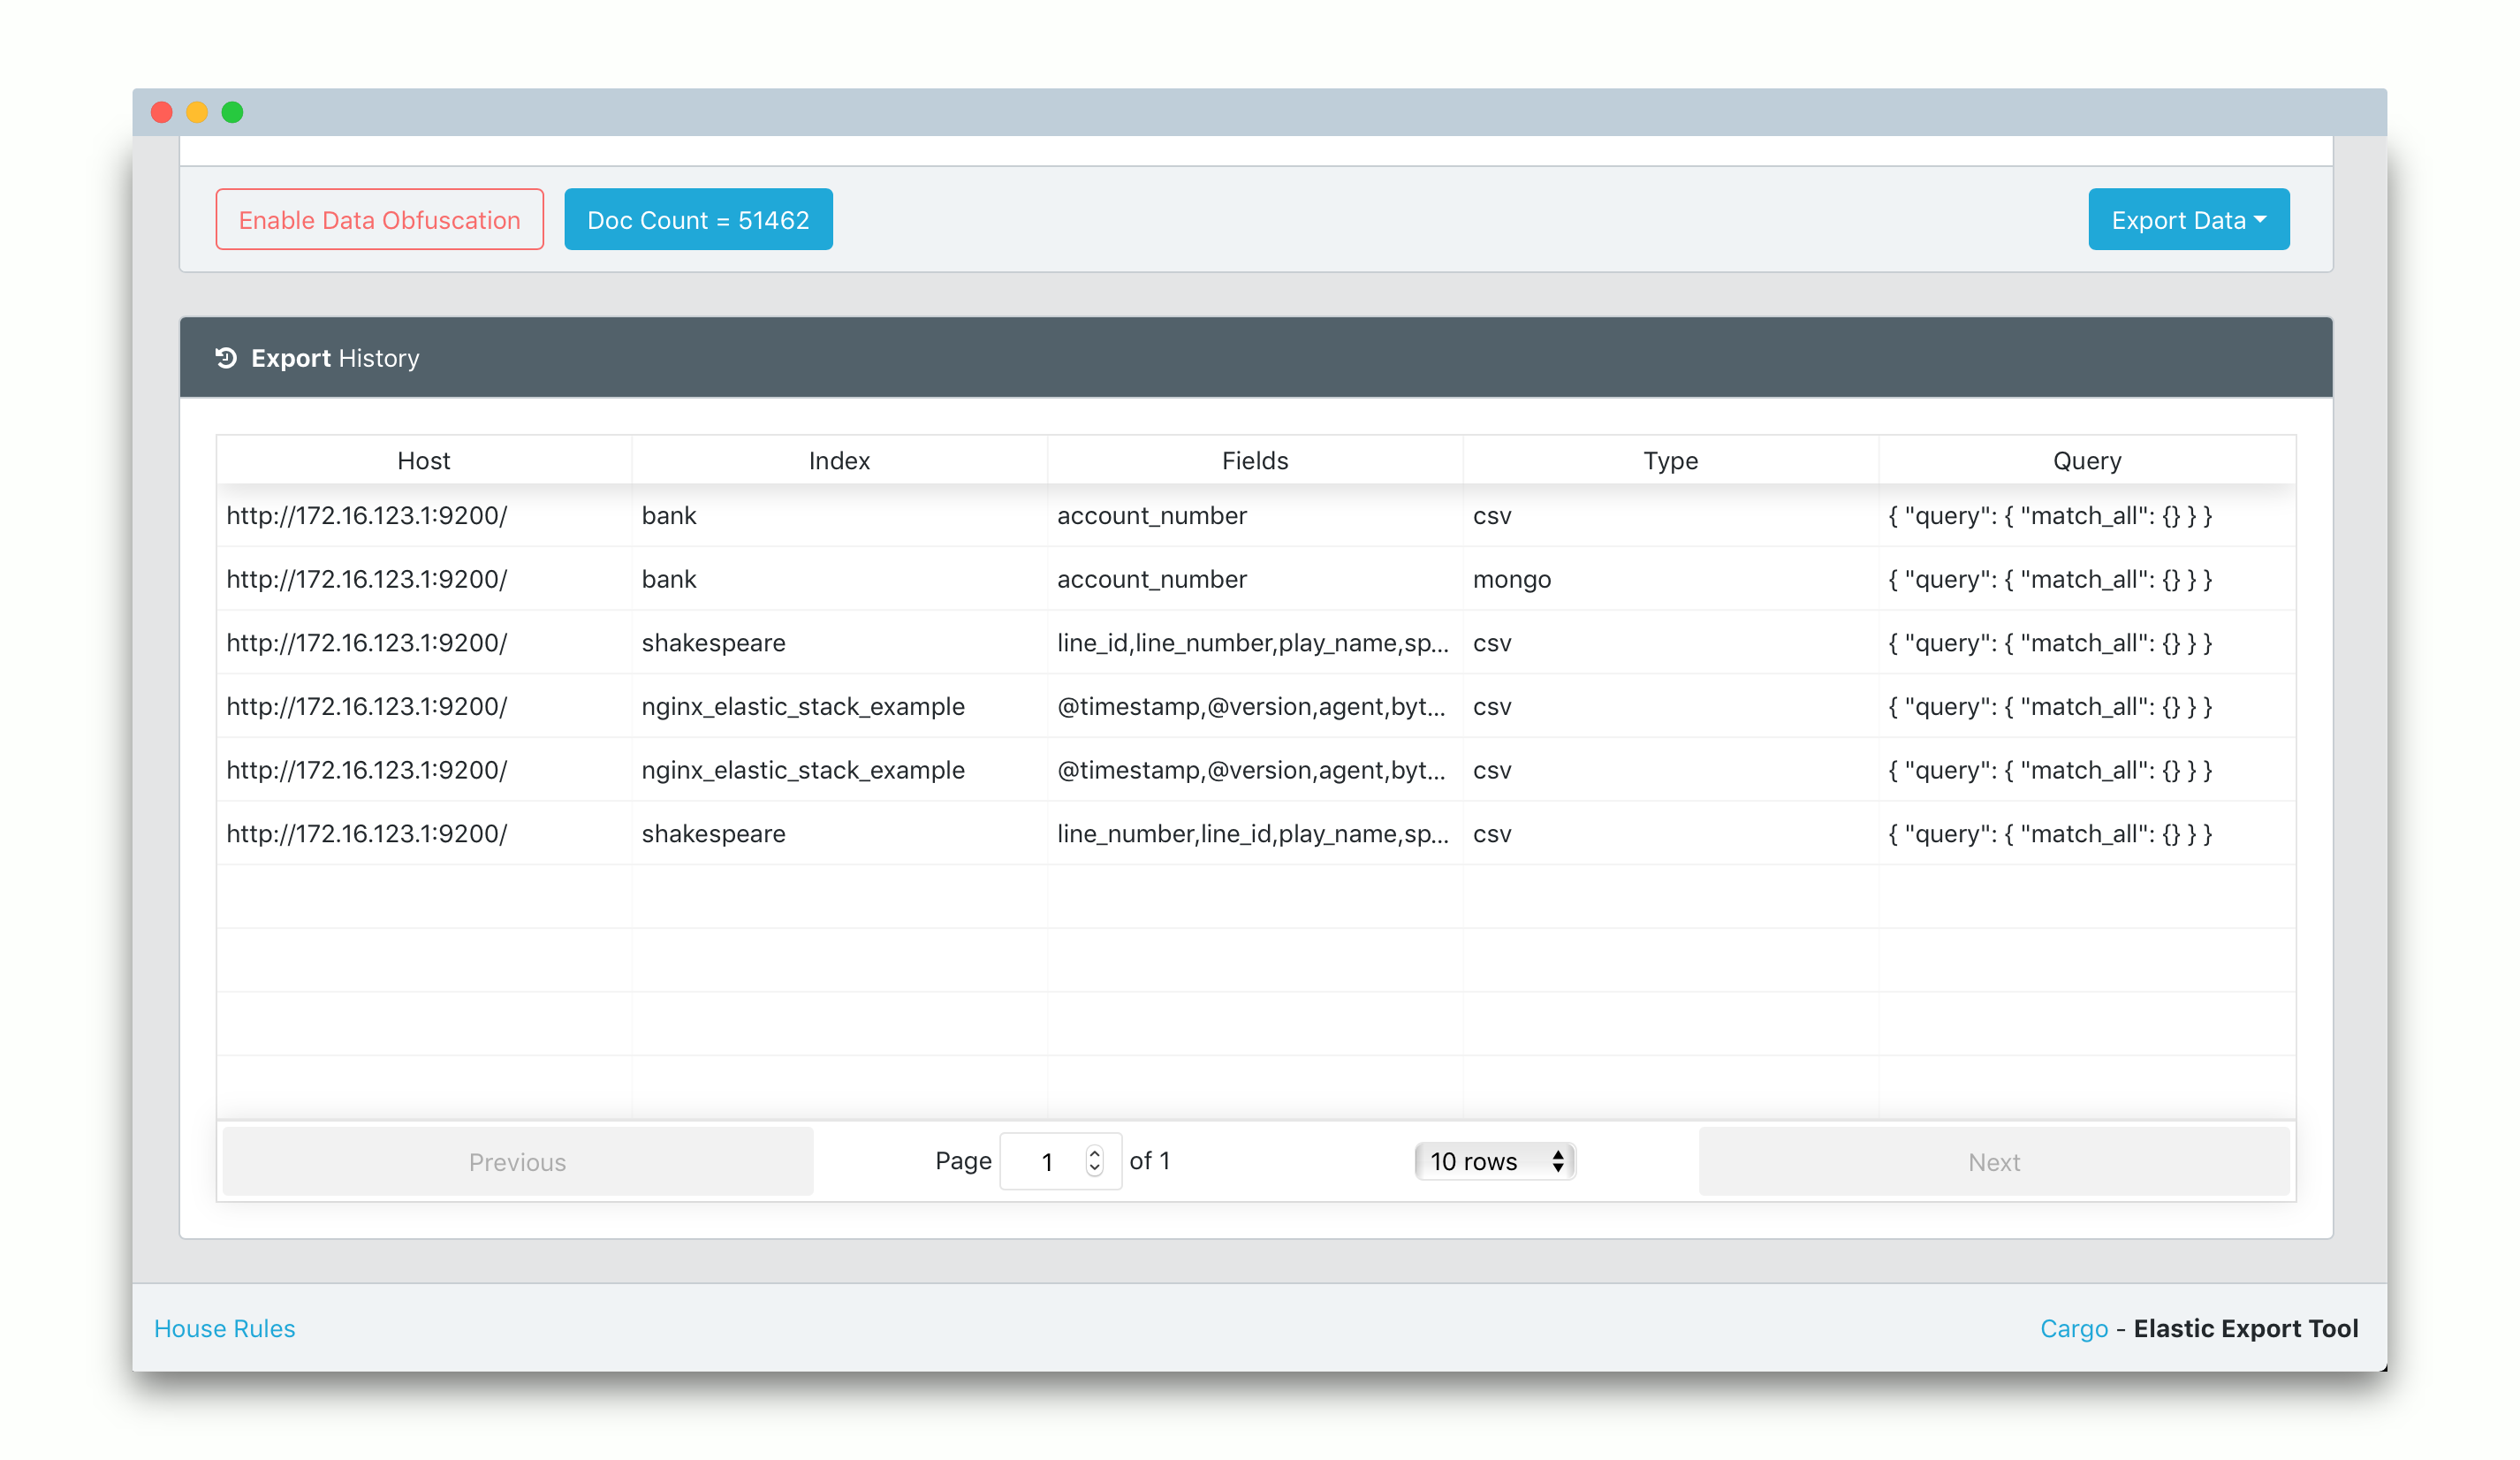 Enable Data Obfuscation Doc Count = 51462 Export Data
Export History
Host Index Fields Type Query
http://172.16.123.1:9200/ bank account_number csv { "query": { "match_all": {} } }
http://172.16.123.1:9200/ bank account_number mongo { "query": { "match_all": {} } }
http://172.16.123.1:9200/ shakespeare line_id,line_number,play_name,sp... csv { "query": { "match_all": {} } }
http://172.16.123.1:9200/ nginx_elastic_stack_example @timestamp,@version,agent,byt... csv { "query": { "match_all": {} } }
http://172.16.123.1:9200/ nginx_elastic_stack_example @timestamp,@version,agent,byt... csv { "query": { "match_all": {} } }
http://172.16.123.1:9200/ shakespeare line_number,line_id,play_name,sp... csv { "query": { "match_all": {} } }
Previous Page 1 of 1 10 rows Next
House Rules Cargo - Elastic Export Tool